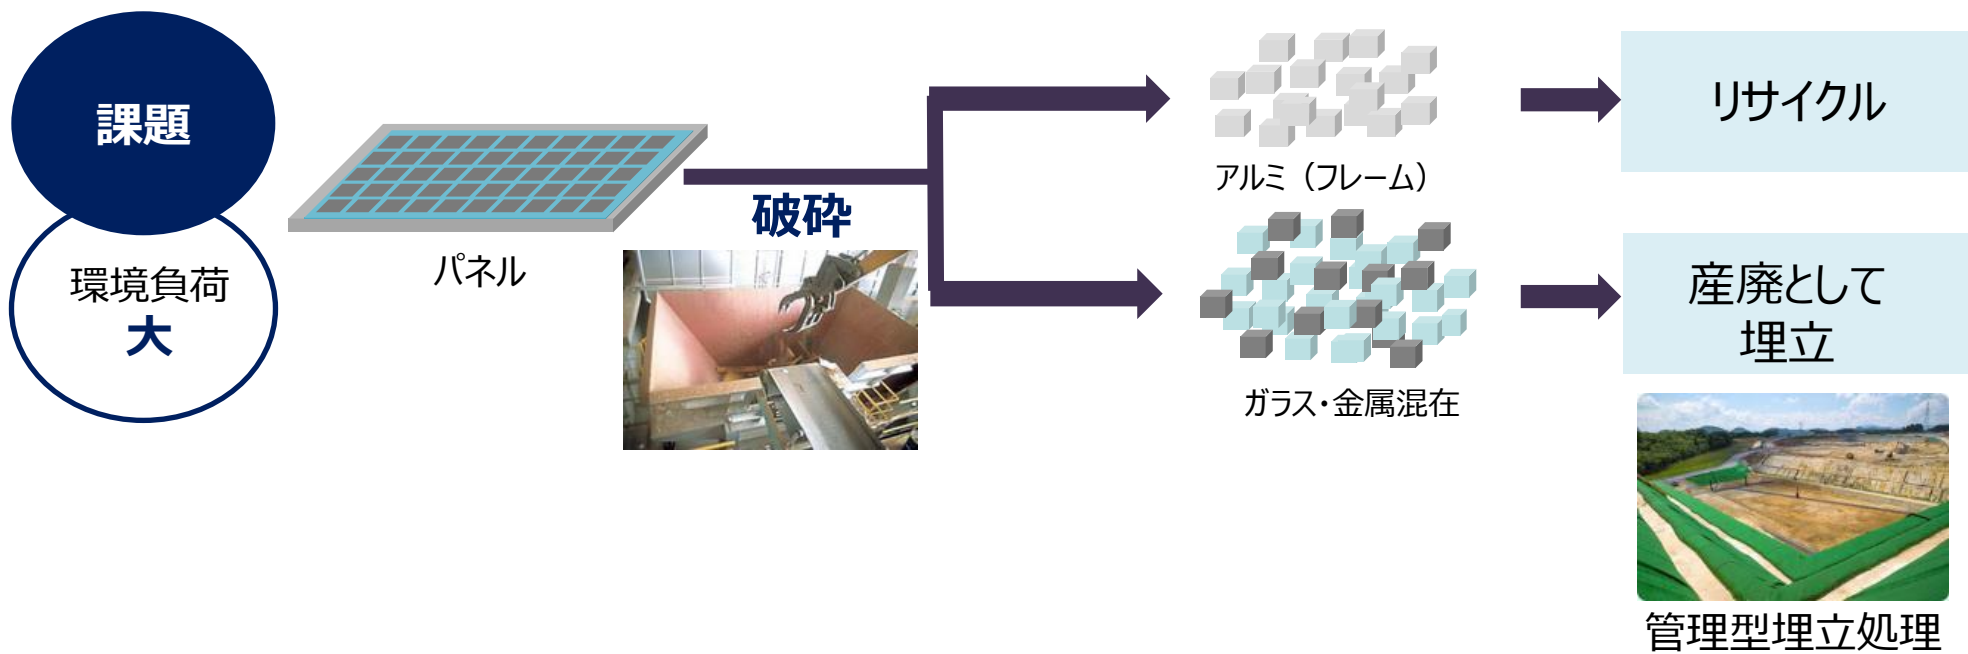 課題
環境負荷
大
パネル
破砕
アルミ（フレーム）
リサイクル
ガラス・金属混在
産廃として
埋立
管理型埋立処理